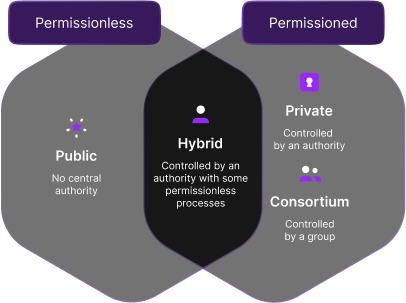 Permissionless
Permissioned
Public
No central
authority
Hybrid
Controlled by an
authority with some
permissionless
processes
Private
Controlled
by an authority
Consortium
Controlled
by a group